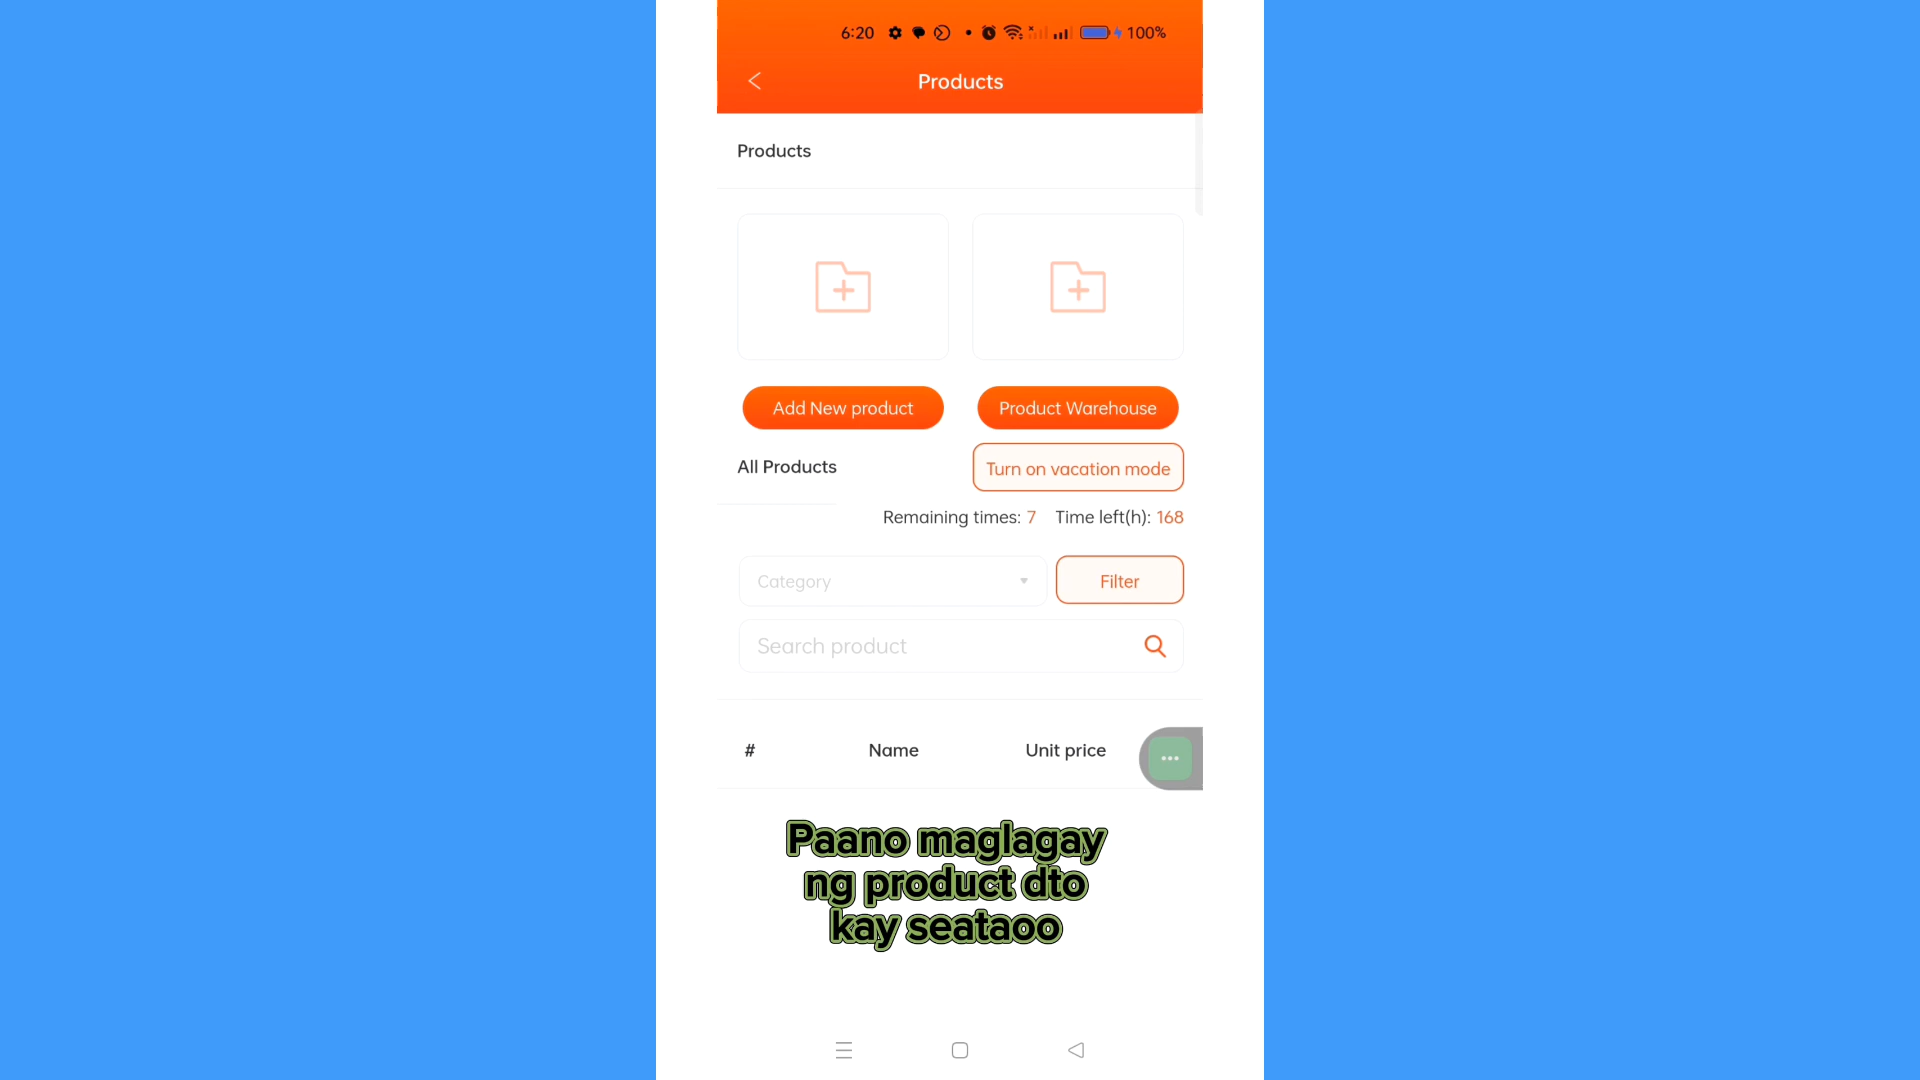 6:20 100%
Products
Products
Add New product Product Warehouse
All Products Turn on vacation mode
Remaining times: 7 Time left(h): 168
Category Filter
Search product
# Name Unit price
Paano maglagay
ng product dto
kay seataoo